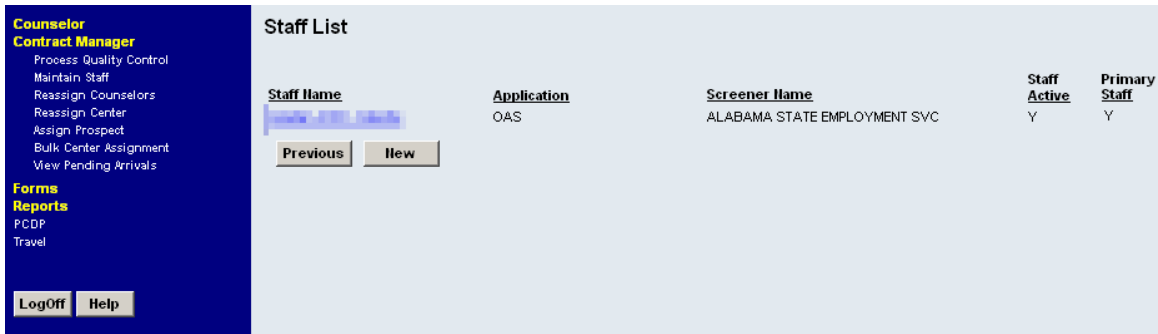 Counselor
Contract Manager
Process Quality Control
Maintain Staff
Reassign Counselors
Reassign Center
Assign Prospect
Bulk Center Assignment
View Pending Arrivals
Forms
Reports
PCDP
Travel
LogOff Help
Staff List
Staff Name Application Screener Name Staff Active Primary Staff
OAS ALABAMA STATE EMPLOYMENT SVC Y Y
Previous New